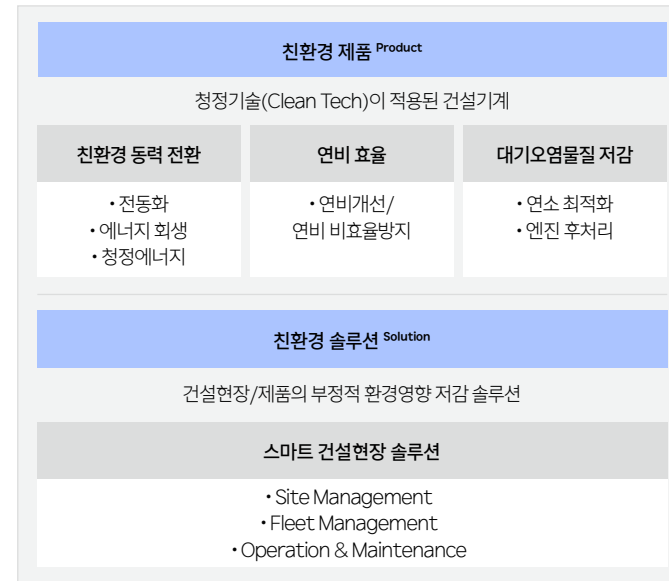 친환경 제품 Product
청정기술(Clean Tech)이 적용된 건설기계
친환경 동력 전환
• 전동화
• 에너지 회생
• 청정에너지
연비 효율
• 연비개선/
연비 비효율방지
대기오염물질 저감
• 연소 최적화
• 엔진 후처리
친환경 솔루션 Solution
건설현장/제품의 부정적 환경영향 저감 솔루션
스마트 건설현장 솔루션
• Site Management
• Fleet Management
• Operation & Maintenance